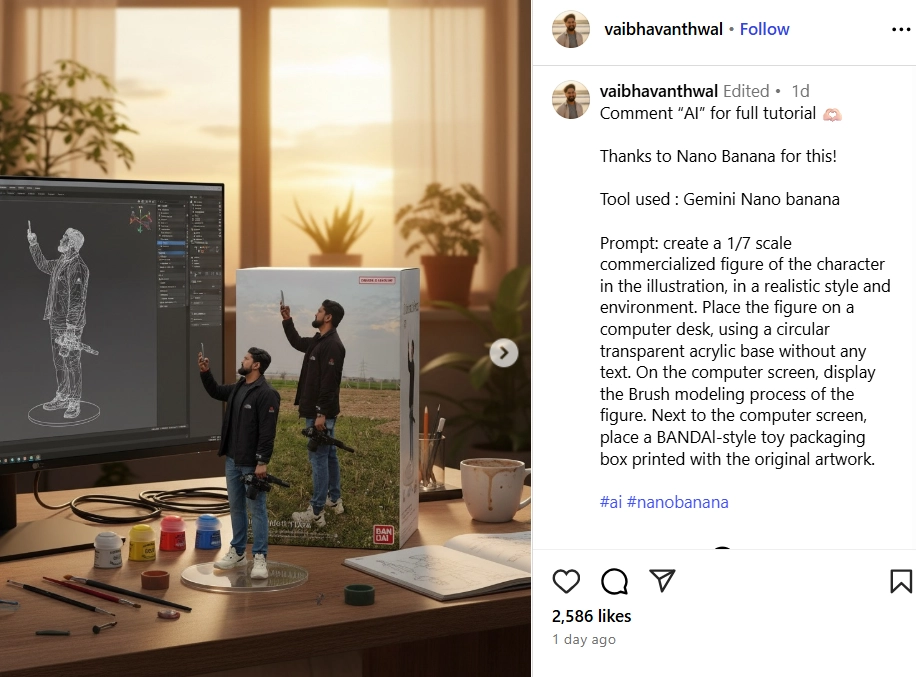 vaibhavanthwal • Follow
vaibhavanthwal Edited • 1d
Comment “AI” for full tutorial 🫶🏻
Thanks to Nano Banana for this!
Tool used : Gemini Nano banana
Prompt: create a 1/7 scale
commercialized figure of the character
in the illustration, in a realistic style and
environment. Place the figure on a
computer desk, using a circular
transparent acrylic base without any
text. On the computer screen, display
the Brush modeling process of the
figure. Next to the computer screen,
place a BANDAI-style toy packaging
box printed with the original artwork.
#ai #nanobanana
2,586 likes
1 day ago
BAN
DAI